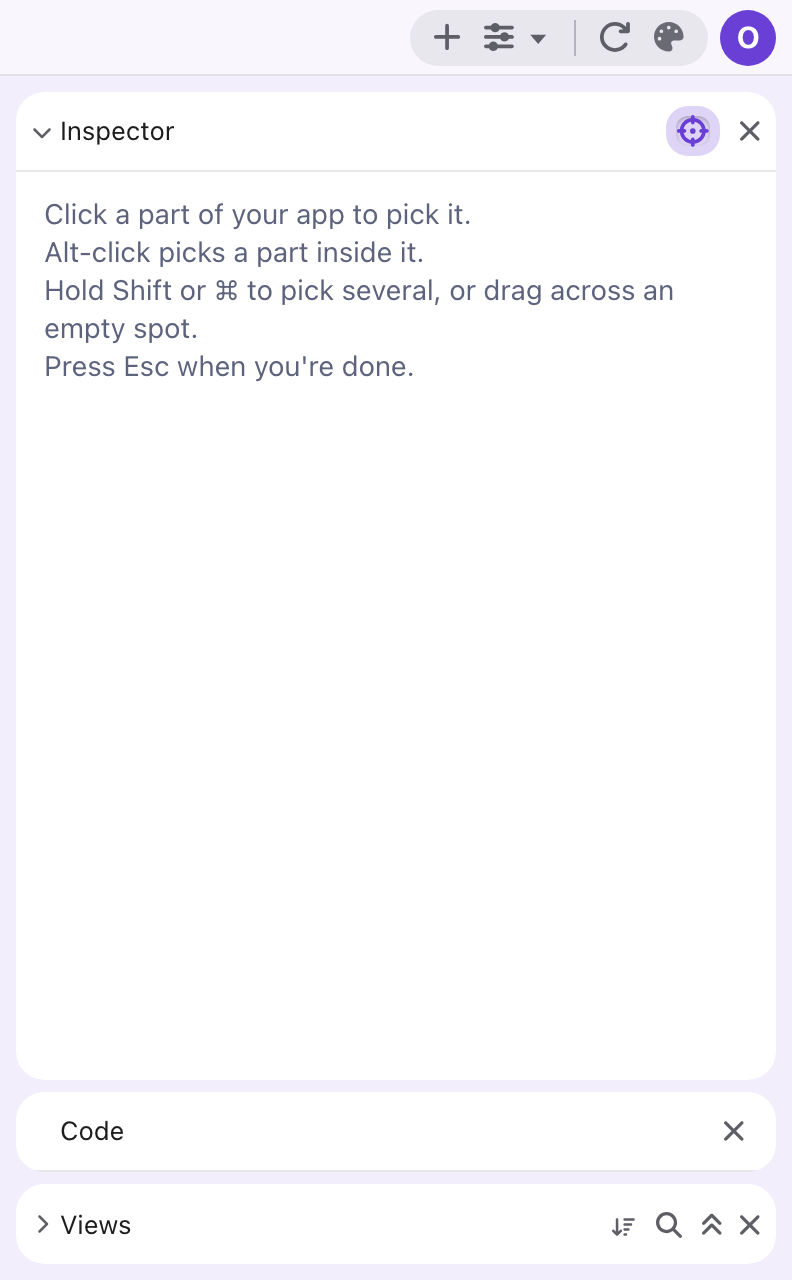 O
Inspector
Click a part of your app to pick it.
Alt-click picks a part inside it.
Hold Shift or ⌘ to pick several, or drag across an
empty spot.
Press Esc when you're done.
Code
Views